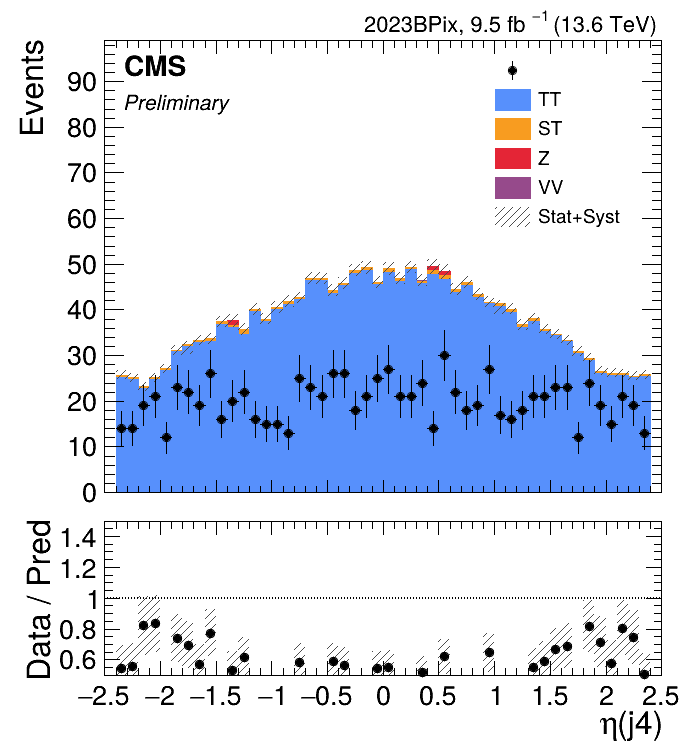 2023BPix, 9.5 fb⁻¹ (13.6 TeV)
CMS
Preliminary
TT
ST
Z
VV
Stat+Syst
Events
90
80
70
60
50
40
30
20
10
0
Data / Pred
1.4
1.2
1
0.8
0.6
−2.5 −2 −1.5 −1 −0.5 0 0.5 1 1.5 2 2.5
η(j4)